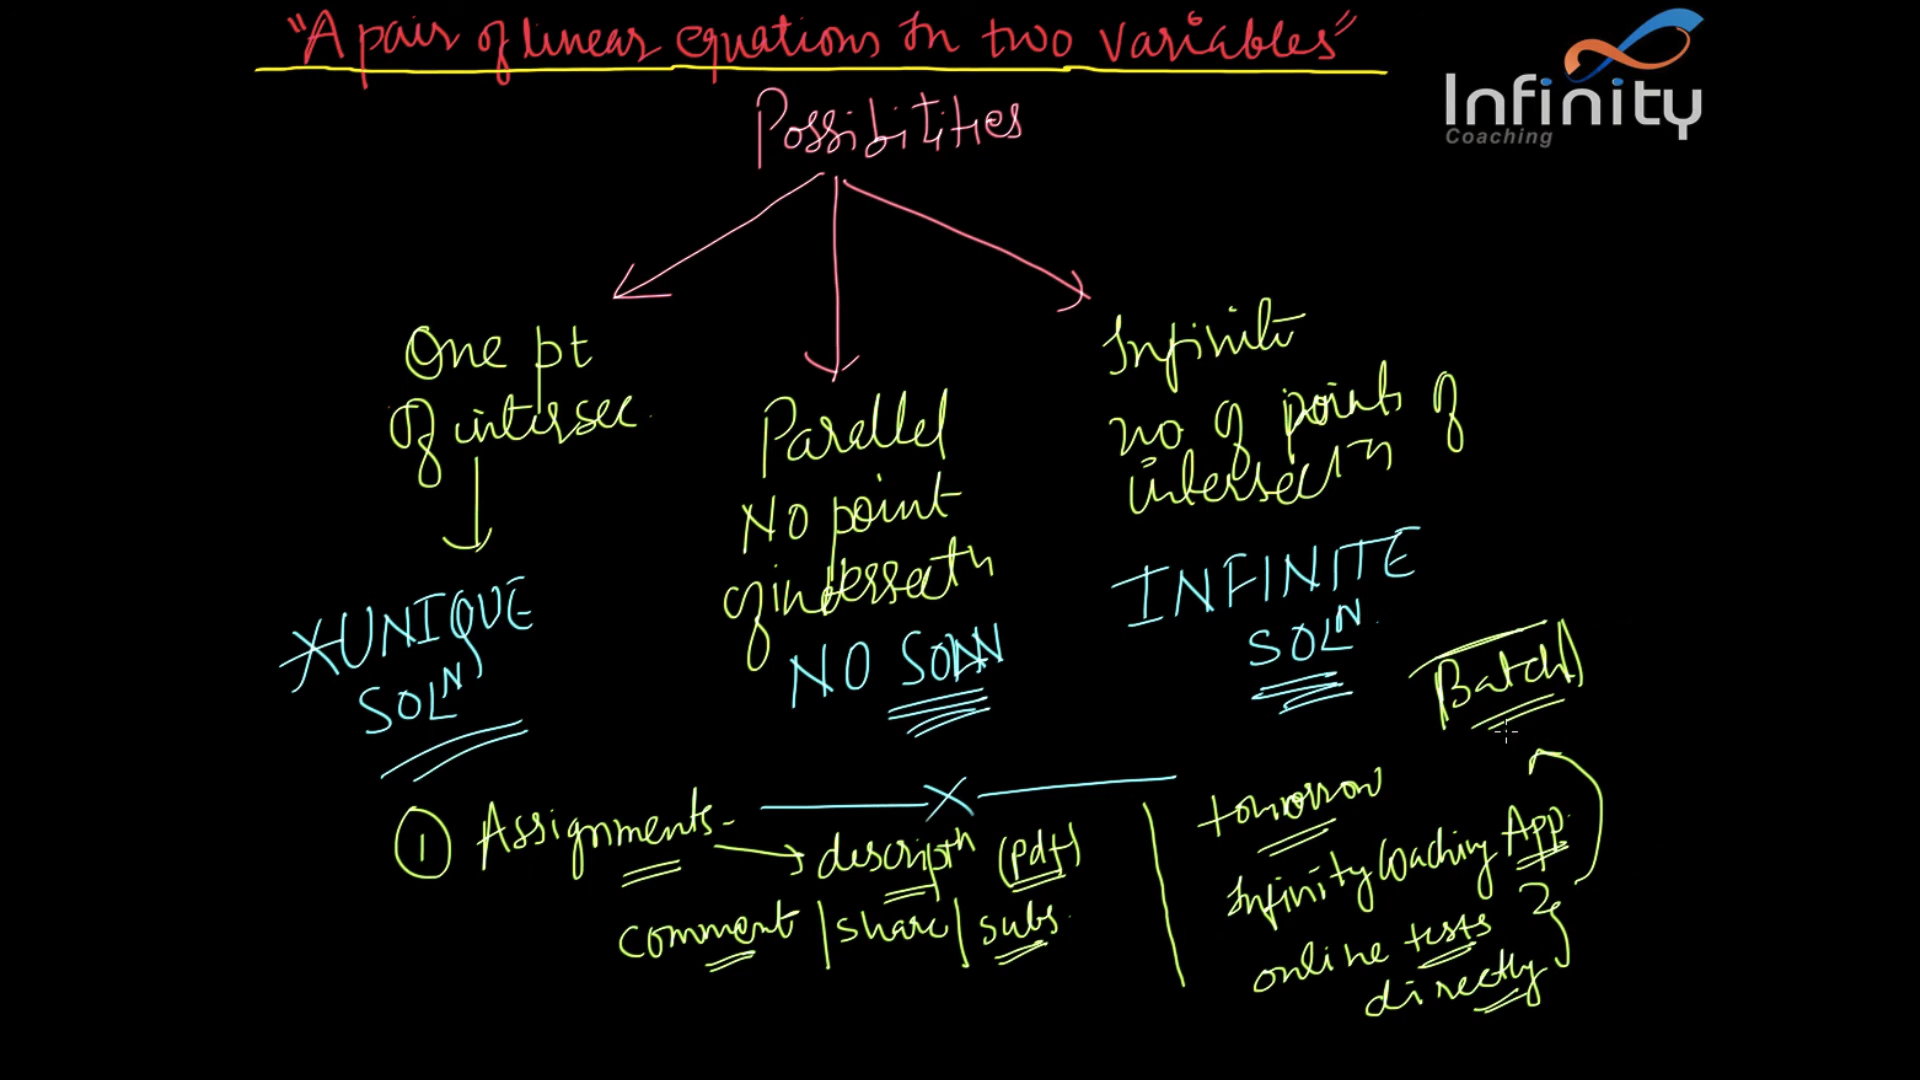 "A pair of linear equations in two variables"
Infinity
Coaching
Possibilities
One pt
of intersec
UNIQUE
SOLN
Parallel
No point
of intersectn
NO SOLN
Infinite
no of points of
intersectn
INFINITE
SOLN
Batch
① Assignments - → descriptn (pdf)
comment | share | subs
tomorrow
Infinity Coaching App
online tests
directly